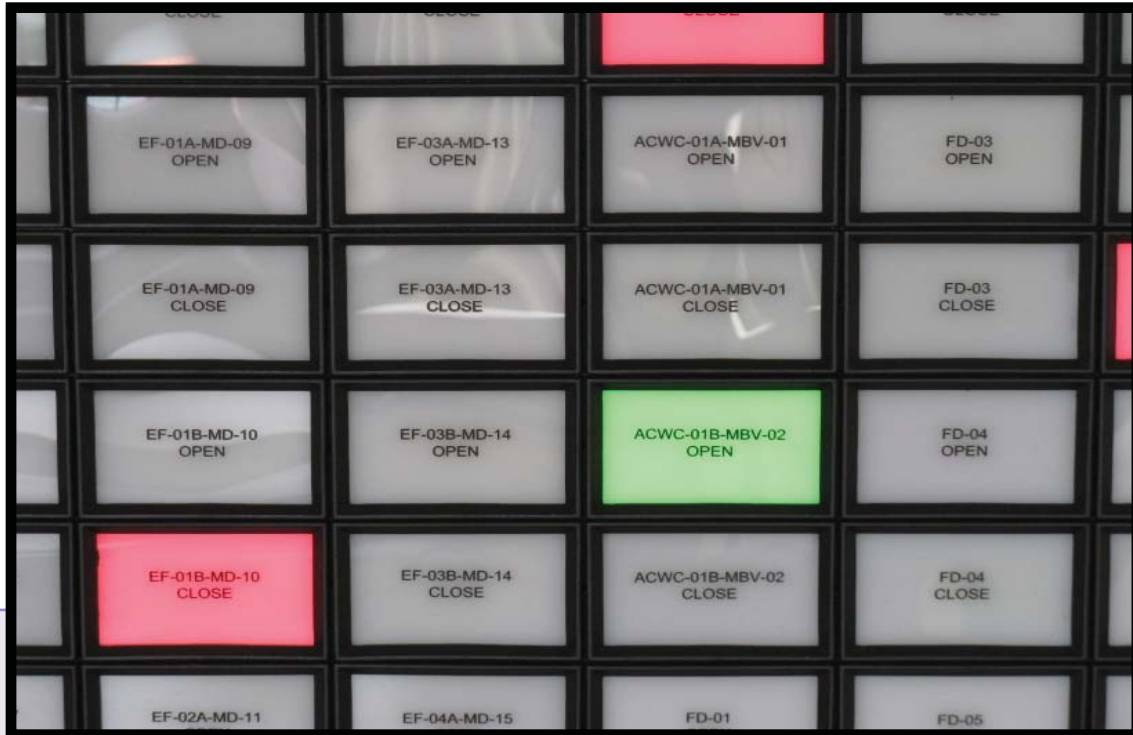 CLOSE
CLOSE
CLOSE
CLOSE
EF-01A-MD-09
OPEN
EF-03A-MD-13
OPEN
ACWC-01A-MBV-01
OPEN
FD-03
OPEN
EF-01A-MD-09
CLOSE
EF-03A-MD-13
CLOSE
ACWC-01A-MBV-01
CLOSE
FD-03
CLOSE
EF-01B-MD-10
OPEN
EF-03B-MD-14
OPEN
ACWC-01B-MBV-02
OPEN
FD-04
OPEN
EF-01B-MD-10
CLOSE
EF-03B-MD-14
CLOSE
ACWC-01B-MBV-02
CLOSE
FD-04
CLOSE
EF-02A-MD-11
EF-04A-MD-15
FD-01
FD-05